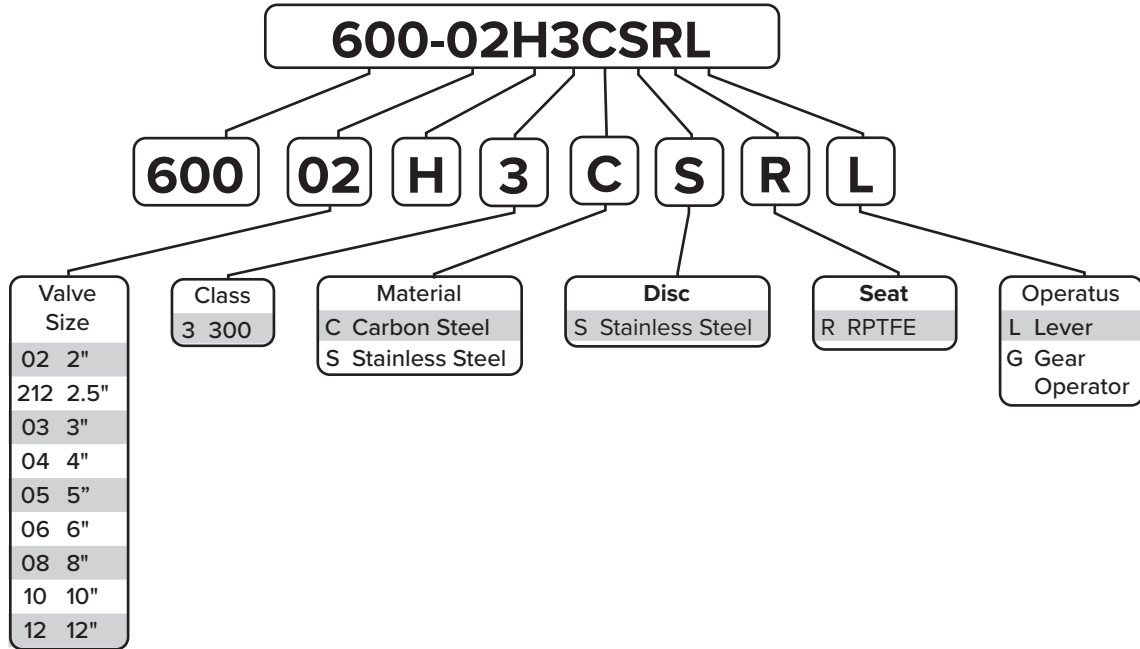 600-02H3CSRL
600 02 H 3 C S R L
Valve
Size
02 2"
212 2.5"
03 3"
04 4"
05 5”
06 6"
08 8"
10 10"
12 12"
Class
3 300
Material
C Carbon Steel
S Stainless Steel
Disc
S Stainless Steel
Seat
R RPTFE
Operatus
L Lever
G Gear
Operator